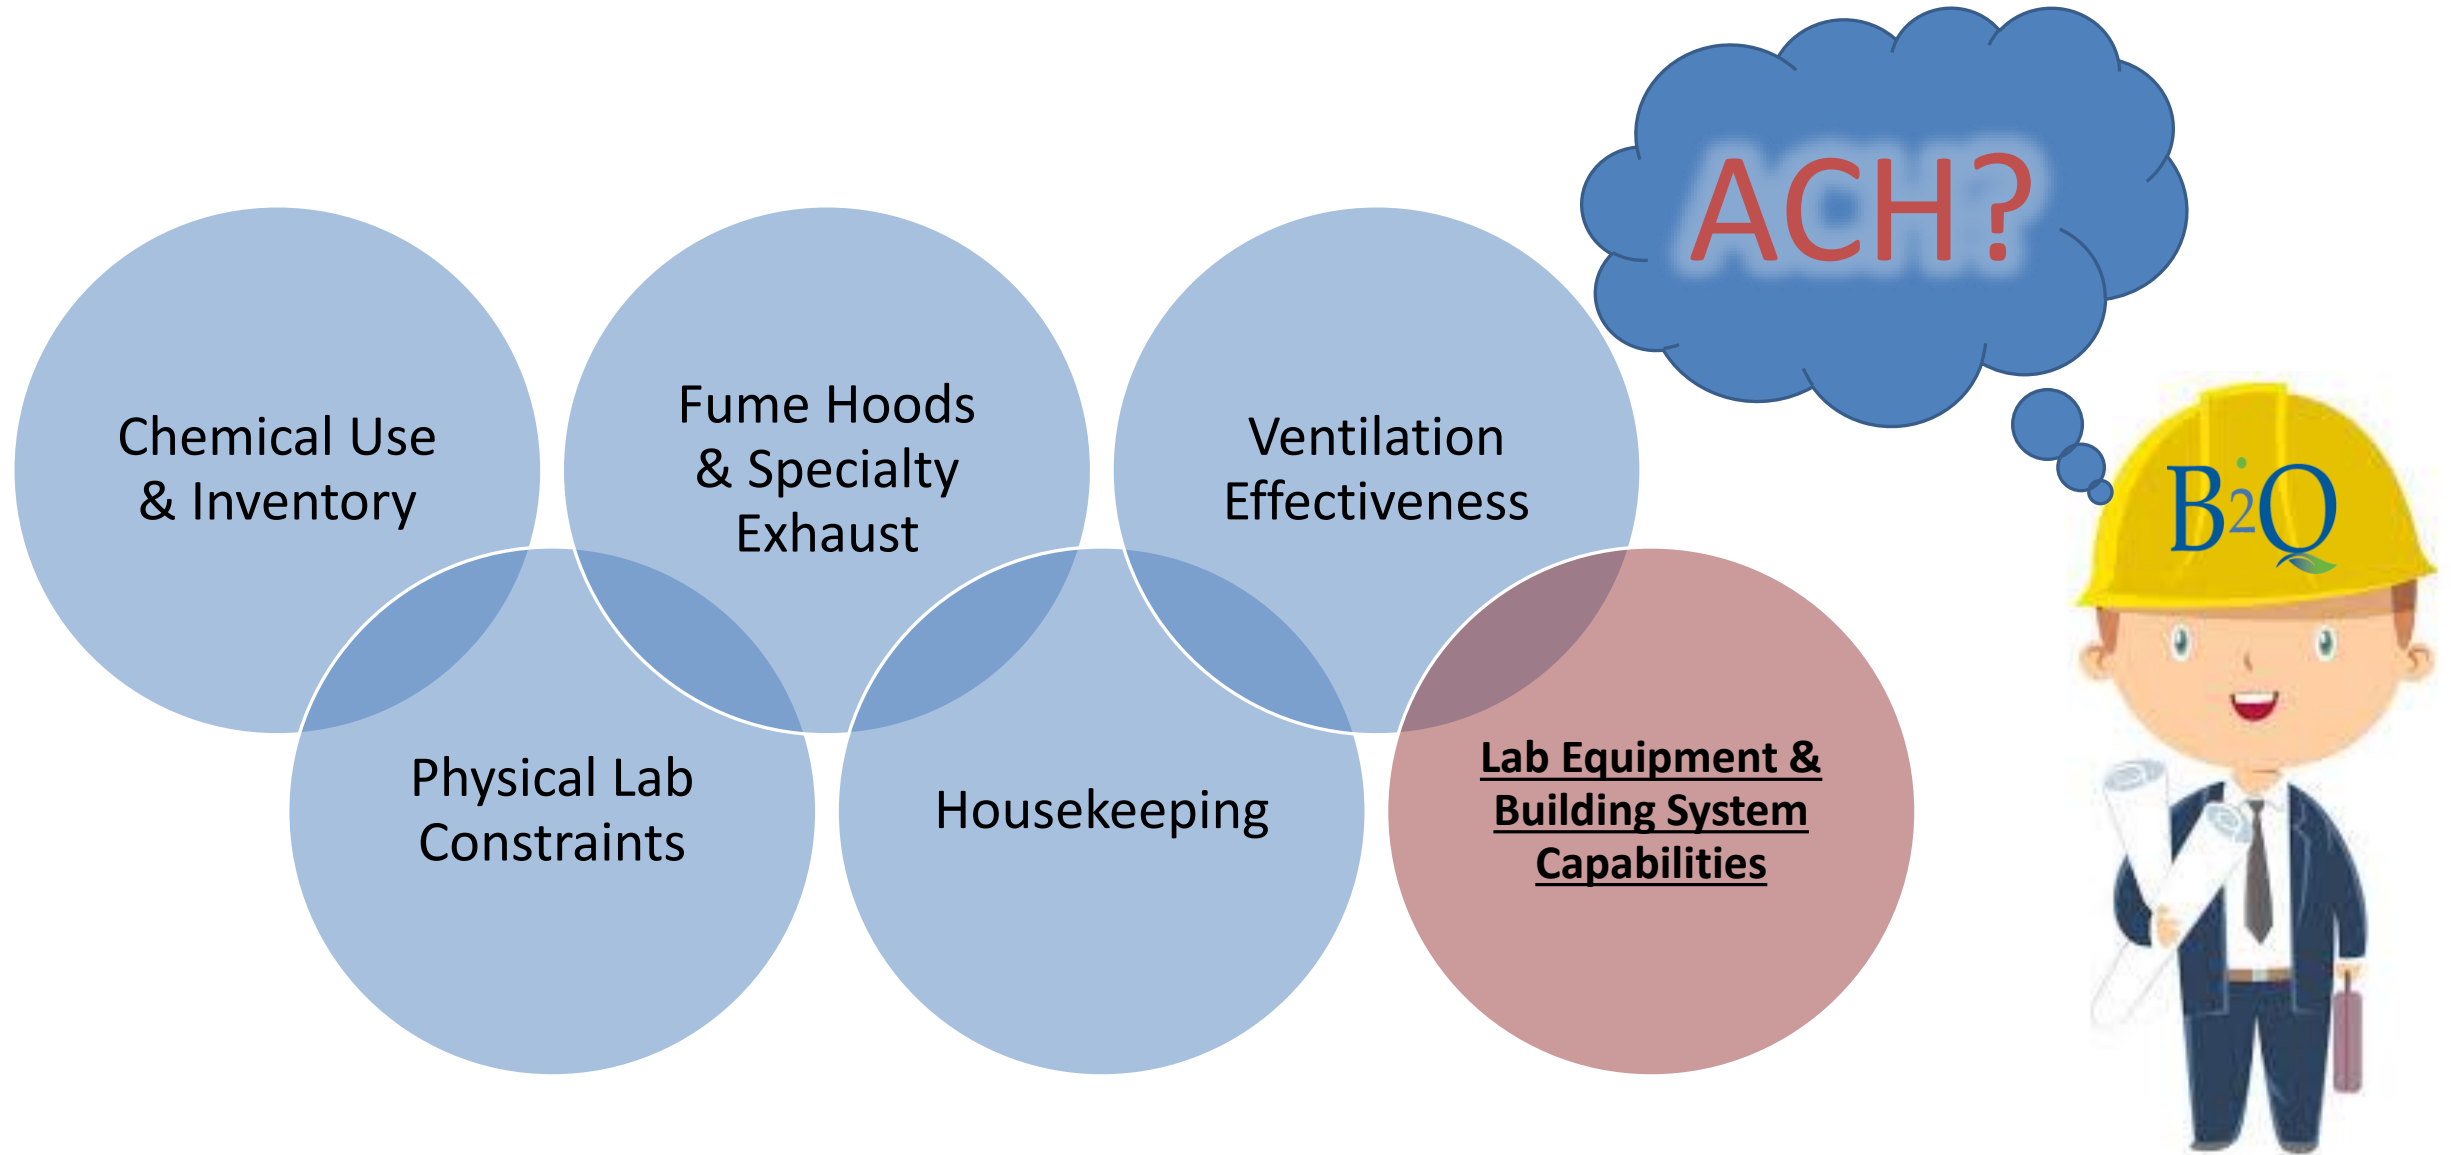 ACH?
Chemical Use
& Inventory
Fume Hoods
& Specialty
Exhaust
Ventilation
Effectiveness
B2Q
Physical Lab
Constraints
Housekeeping
Lab Equipment &
Building System
Capabilities